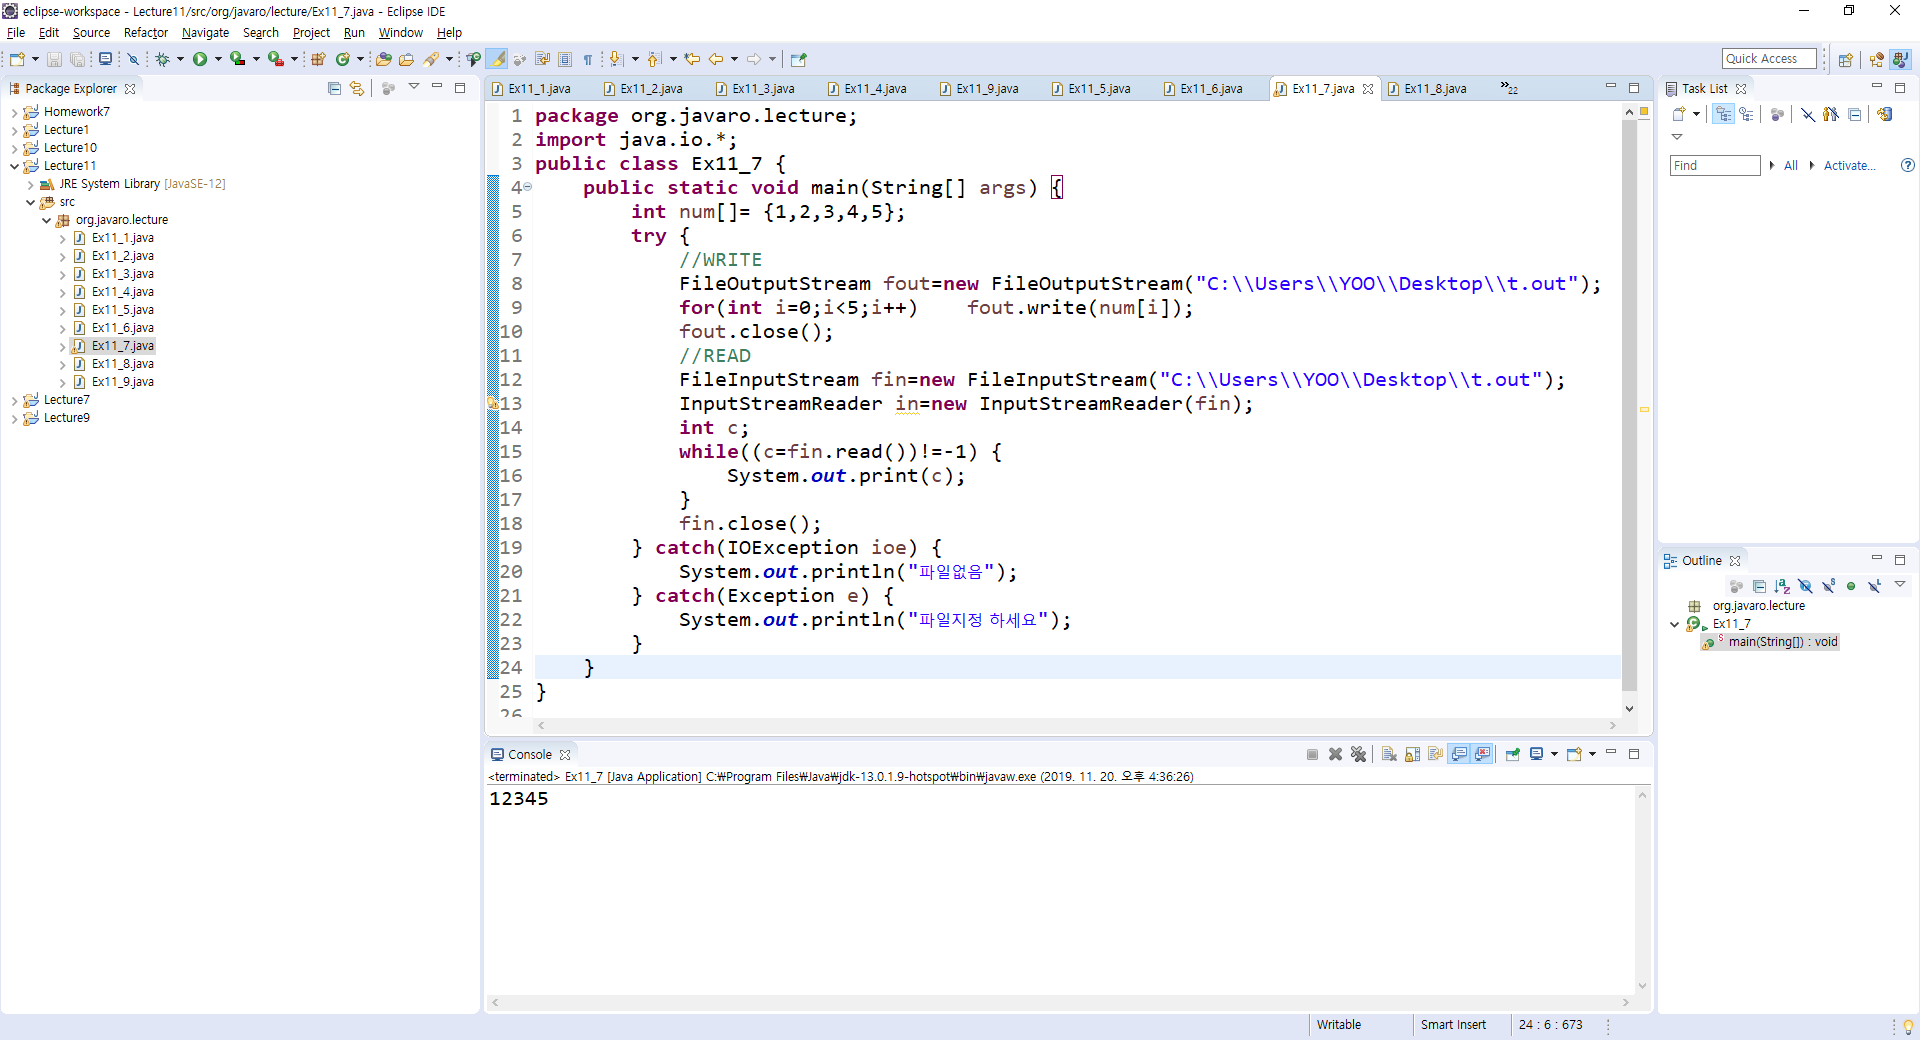 eclipse-workspace - Lecture11/src/org/javaro/lecture/Ex11_7.java - Eclipse IDE
File Edit Source Refactor Navigate Search Project Run Window Help
Quick Access
Package Explorer
Homework7
Lecture1
Lecture10
Lecture11
JRE System Library [JavaSE-12]
src
org.javaro.lecture
Ex11_1.java
Ex11_2.java
Ex11_3.java
Ex11_4.java
Ex11_5.java
Ex11_6.java
Ex11_7.java
Ex11_8.java
Ex11_9.java
Lecture7
Lecture9
Ex11_1.java Ex11_2.java Ex11_3.java Ex11_4.java Ex11_9.java Ex11_5.java Ex11_6.java Ex11_7.java Ex11_8.java »22
1 package org.javaro.lecture;
2 import java.io.*;
3 public class Ex11_7 {
4 public static void main(String[] args) {
5 int num[]= {1,2,3,4,5};
6 try {
7 //WRITE
8 FileOutputStream fout=new FileOutputStream("C:\\Users\\YOO\\Desktop\\t.out");
9 for(int i=0;i<5;i++) fout.write(num[i]);
10 fout.close();
11 //READ
12 FileInputStream fin=new FileInputStream("C:\\Users\\YOO\\Desktop\\t.out");
13 InputStreamReader in=new InputStreamReader(fin);
14 int c;
15 while((c=fin.read())!=-1) {
16 System.out.print(c);
17 }
18 fin.close();
19 } catch(IOException ioe) {
20 System.out.println("파일없음");
21 } catch(Exception e) {
22 System.out.println("파일지정 하세요");
23 }
24 }
25 }
26
Console
<terminated> Ex11_7 [Java Application] C:₩Program Files₩Java₩jdk-13.0.1.9-hotspot₩bin₩javaw.exe (2019. 11. 20. 오후 4:36:26)
12345
Task List
Find All Activate...
Outline
org.javaro.lecture
Ex11_7
main(String[]) : void
Writable Smart Insert 24 : 6 : 673